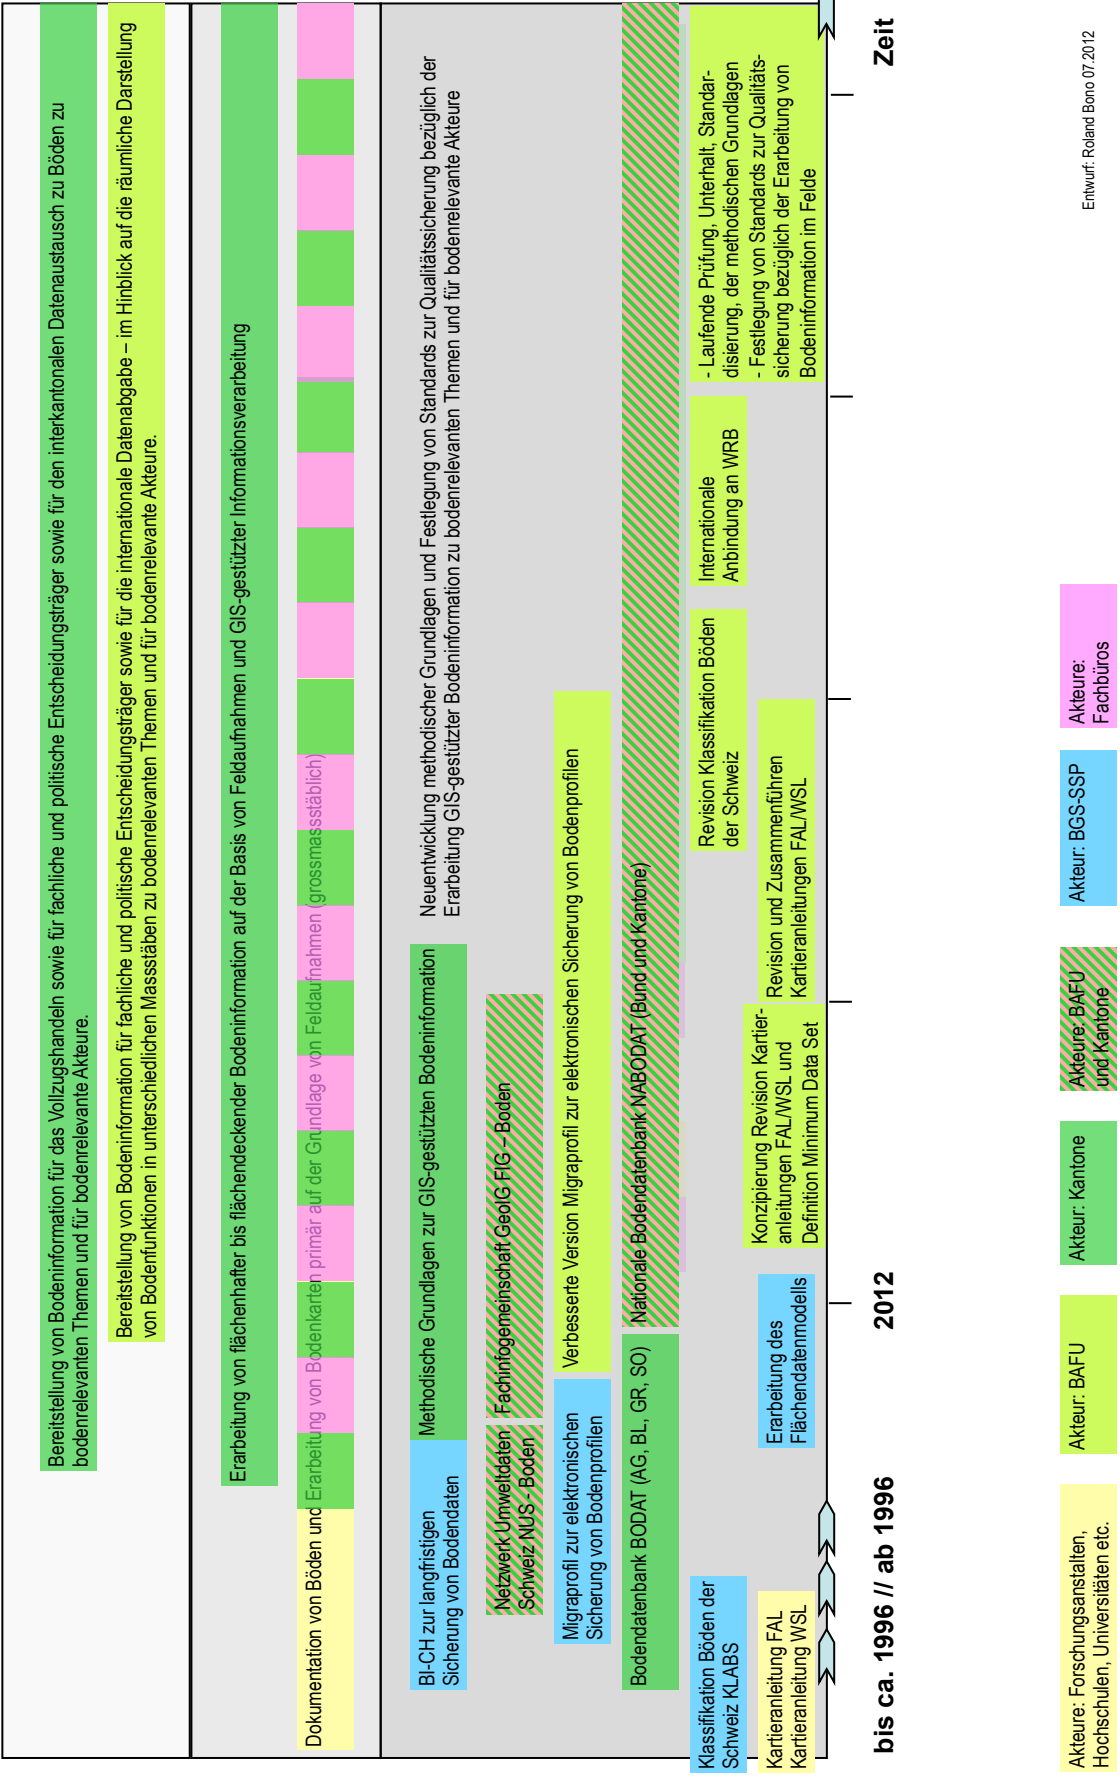 Bereitstellung von Bodeninformation für das Vollzugshandeln sowie für fachliche und politische Entscheidungsträger sowie für den interkantonalen Datenaustausch zu Böden zu
bodenrelevanten Themen und für bodenrelevante Akteure.
Bereitstellung von Bodeninformation für fachliche und politische Entscheidungsträger sowie für die internationale Datenabgabe – im Hinblick auf die räumliche Darstellung
von Bodenfunktionen in unterschiedlichen Massstäben zu bodenrelevanten Themen und für bodenrelevante Akteure.
Erarbeitung von flächenhafter bis flächendeckender Bodeninformation auf der Basis von Feldaufnahmen und GIS-gestützter Informationsverarbeitung
Dokumentation von Böden und Erarbeitung von Bodenkarten primär auf der Grundlage von Feldaufnahmen (grossmassstäblich)
BI-CH zur langfristigen
Sicherung von Bodendaten
Methodische Grundlagen zur GIS-gestützten Bodeninformation
Neuentwicklung methodischer Grundlagen und Festlegung von Standards zur Qualitätssicherung bezüglich der
Erarbeitung GIS-gestützter Bodeninformation zu bodenrelevanten Themen und für bodenrelevante Akteure
Netzwerk Umweltdaten
Schweiz NUS - Boden
Fachinfogemeinschaft GeoIG FIG – Boden
Migraprofil zur elektronischen
Sicherung von Bodenprofilen
Verbesserte Version Migraprofil zur elektronischen Sicherung von Bodenprofilen
Bodendatenbank BODAT (AG, BL, GR, SO)
Nationale Bodendatenbank NABODAT (Bund und Kantone)
Klassifikation Böden der
Schweiz KLABS
Revision Klassifikation Böden
der Schweiz
Internationale
Anbindung an WRB
- Laufende Prüfung, Unterhalt, Standar-
disierung, der methodischen Grundlagen
- Festlegung von Standards zur Qualitäts-
sicherung bezüglich der Erarbeitung von
Bodeninformation im Felde
Kartieranleitung FAL
Kartieranleitung WSL
Erarbeitung des
Flächendatenmodells
Konzipierung Revision Kartier-
anleitungen FAL/WSL und
Definition Minimum Data Set
Revision und Zusammenführen
Kartieranleitungen FAL/WSL
bis ca. 1996 // ab 1996
2012
Zeit
Akteure: Forschungsanstalten,
Hochschulen, Universitäten etc.
Akteur: BAFU
Akteur: Kantone
Akteure: BAFU
und Kantone
Akteur: BGS-SSP
Akteure:
Fachbüros
Entwurf: Roland Bono 07.2012